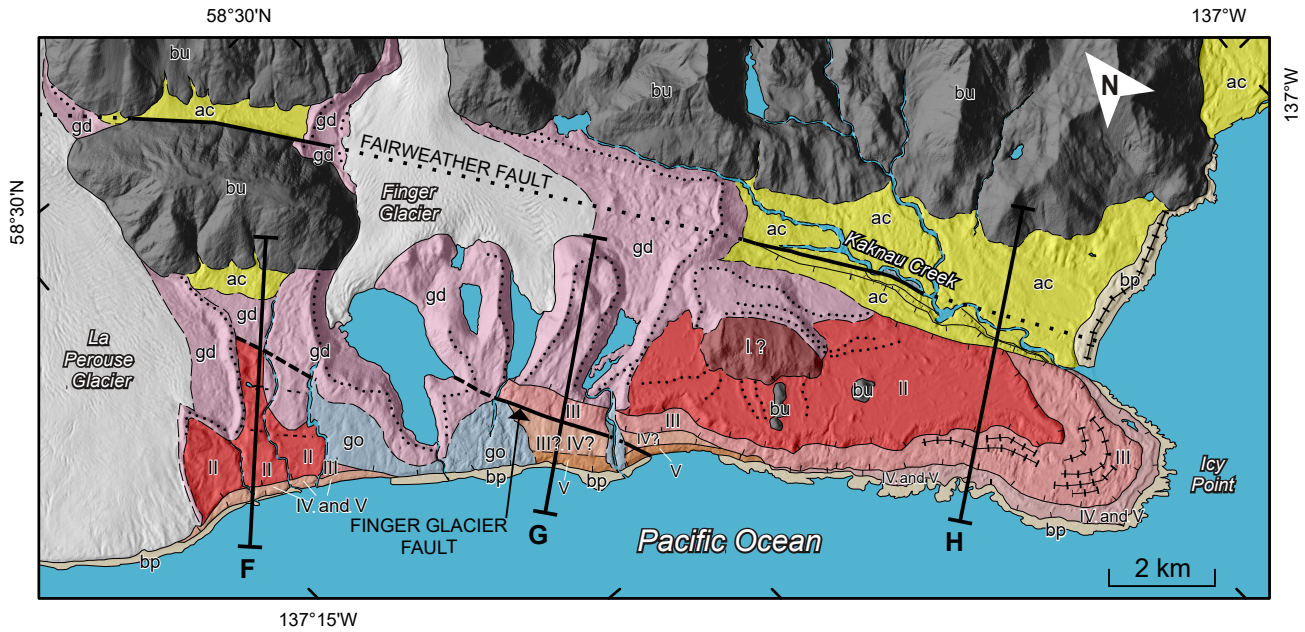 58°30'N
137°W
bu
N
ac
ac
bu
bu
gd
gd
137°W
gd
FAIRWEATHER FAULT
bu
Finger
Glacier
58°30'N
ac
ac
gd
Kaknau Creek
ac
ac
bp
gd
ac
gd
La
Perouse
Glacier
gd
gd
I ?
bu
II
bu
III
III
go
III? IV?
IV?
go
III
II
II
II
III
V
Icy
Point
bp
V
bp
IV and V
IV and V
IV and V
FINGER GLACIER
FAULT
G
Pacific Ocean
H
bp
bp
F
2 km
137°15'W